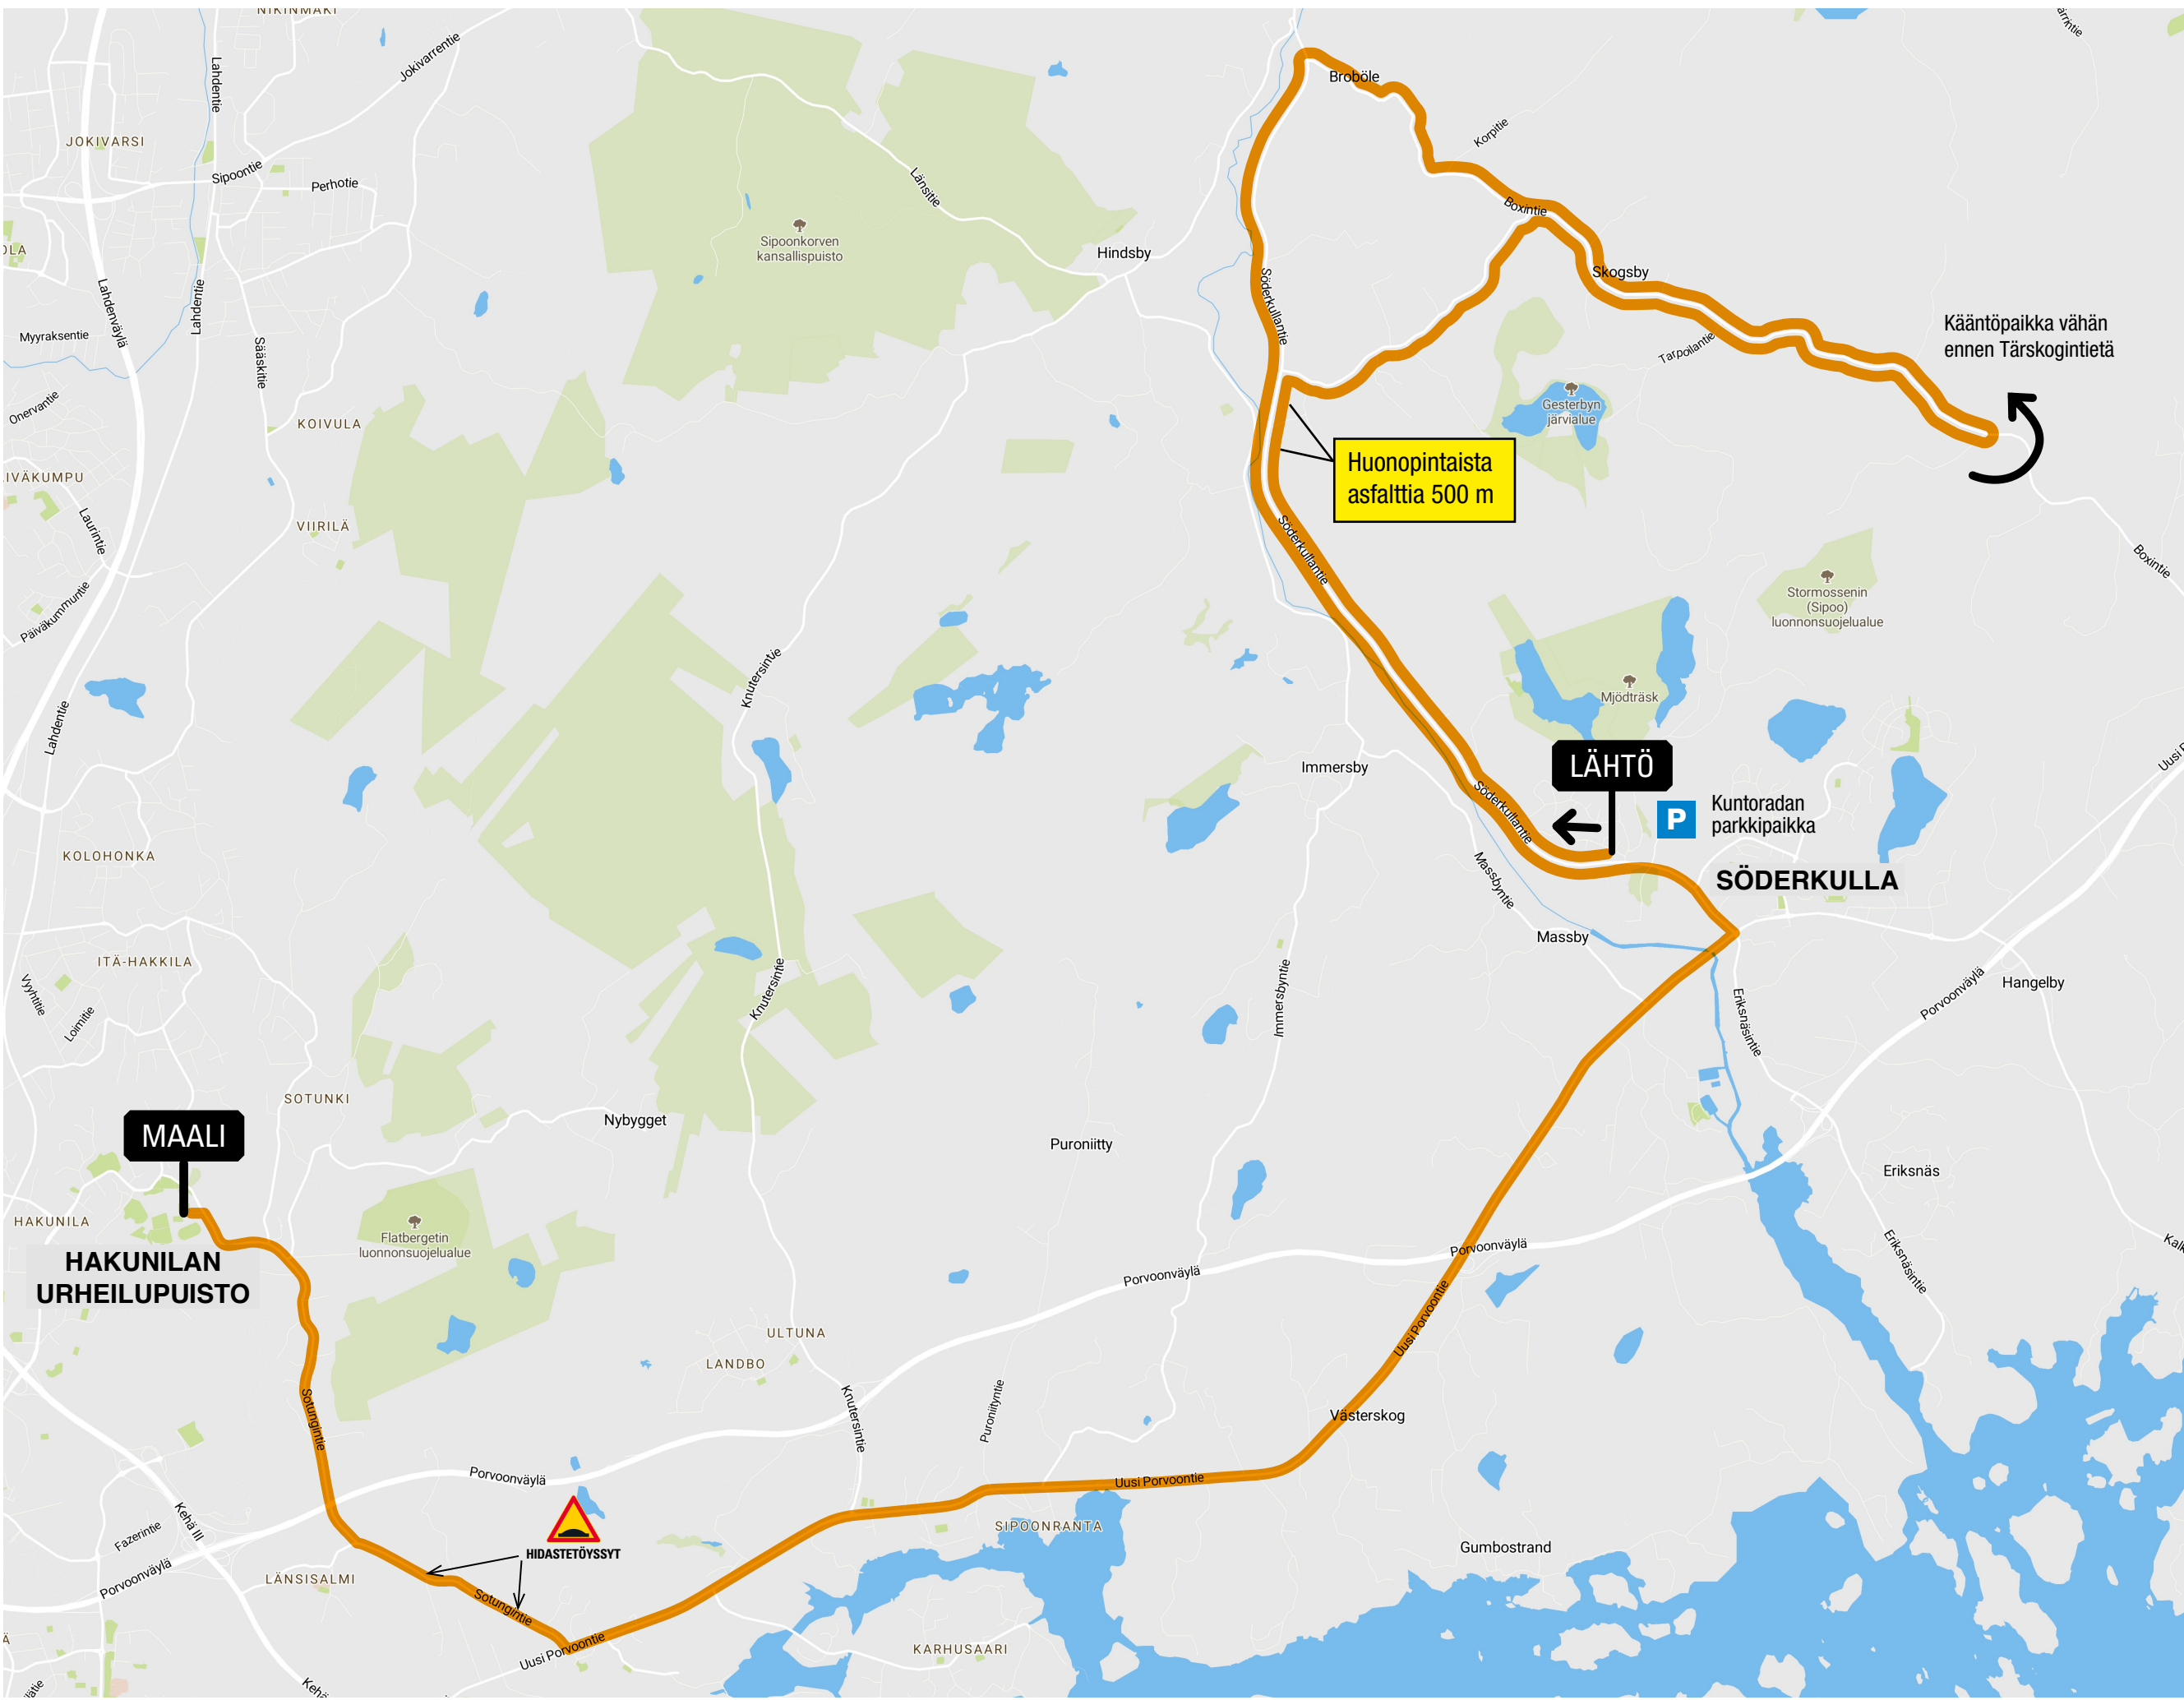 NIKINMÄKI
Jokivarrentie
Lahdentie
JOKIVARSI
Sipoontie
Perhotie
Länsitie
Sipoonkorven
kansallispuisto
Hindsby
Broböle
Korpitie
Boxintie
Skogsby
Söderkullantie
Tarpoilantie
Kääntöpaikka vähän
ennen Tärskogintietä
Lahdenväylä
Lahdentie
Myyraksentie
Sääskitie
Onervantie
KOIVULA
Gesterbyn
järvialue
Huonopintaista
asfalttia 500 m
Laurintie
VIIRILÄ
Söderkullantie
Boxintie
Stormossenin
(Sipoo)
luonnonsuojelualue
Päiväkummuntie
Knutersintie
Mjödträsk
Lahdentie
Immersby
LÄHTÖ
Söderkullantie
P
Kuntoradan
parkkipaikka
KOLOHONKA
Massbyntie
SÖDERKULLA
Massby
ITÄ-HAKKILA
Vyyhtitie
Loimitie
Knutersintie
Immersbyntie
Eriksnäsintie
Porvoonväylä
Hangelby
SOTUNKI
Nybygget
Puroniitty
MAALI
Eriksnäs
HAKUNILA
Flatbergetin
luonnonsuojelualue
HAKUNILAN
URHEILUPUISTO
Porvoonväylä
Porvoonväylä
Eriksnäsintie
ULTUNA
LANDBO
Uusi Porvoontie
Sotungintie
Knutersintie
Puroniityntie
Västerskog
Porvoonväylä
Uusi Porvoontie
Kehä III
Fazerintie
HIDASTETÖYSSYT
SIPOONRANTA
Gumbostrand
Porvoonväylä
LÄNSISALMI
Sotungintie
Uusi Porvoontie
KARHUSAARI